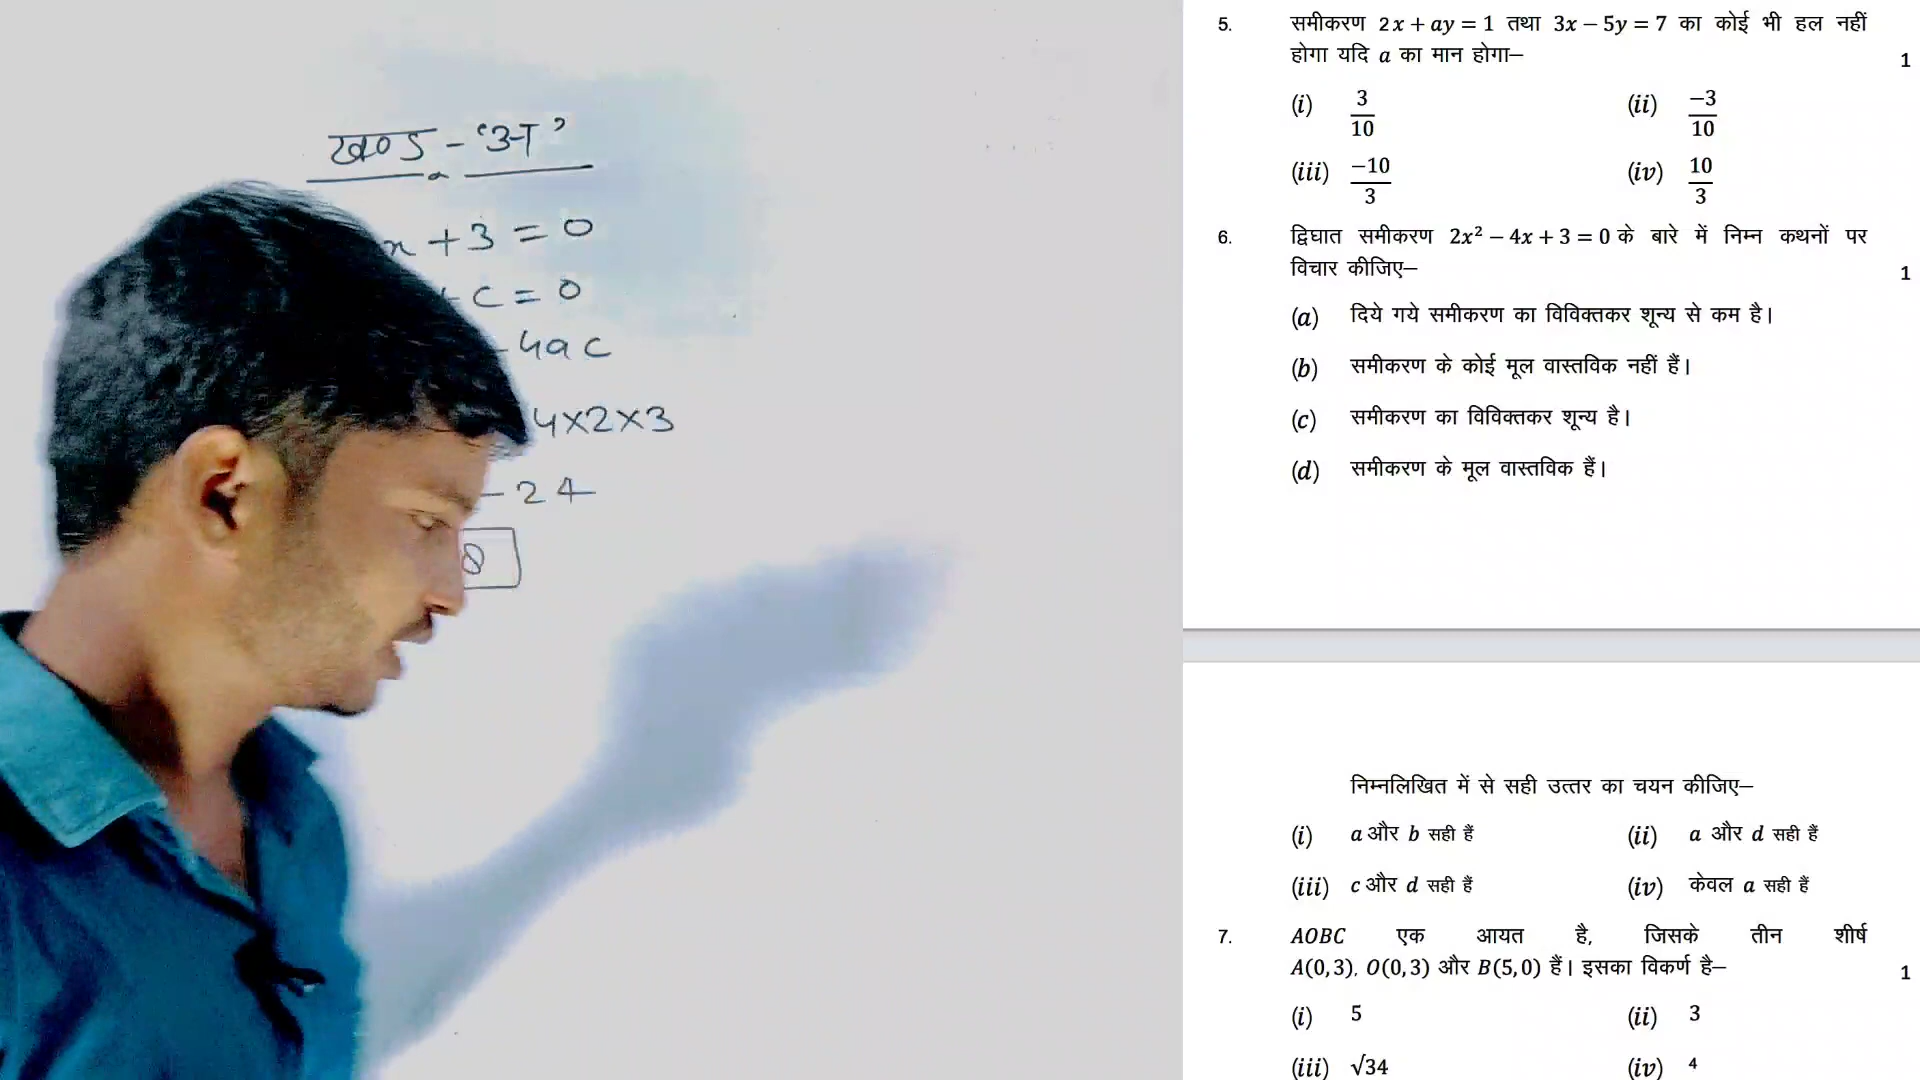 खण्ड - '3-T'
x + 3 = 0
+ C = 0
- 4ac
4x2x3
- 24
8
5. समीकरण 2x + ay = 1 तथा 3x − 5y = 7 का कोई भी हल नहीं
होगा यदि a का मान होगा—
1
(i) 3/10 (ii) −3/10
(iii) −10/3 (iv) 10/3
6. द्विघात समीकरण 2x² − 4x + 3 = 0 के बारे में निम्न कथनों पर
विचार कीजिए—
1
(a) दिये गये समीकरण का विविक्तकर शून्य से कम है।
(b) समीकरण के कोई मूल वास्तविक नहीं हैं।
(c) समीकरण का विविक्तकर शून्य है।
(d) समीकरण के मूल वास्तविक हैं।
निम्नलिखित में से सही उत्तर का चयन कीजिए—
(i) a और b सही हैं (ii) a और d सही हैं
(iii) c और d सही हैं (iv) केवल a सही हैं
7. AOBC एक आयत है, जिसके तीन शीर्ष
A(0,3), O(0,3) और B(5,0) हैं। इसका विकर्ण है—
1
(i) 5 (ii) 3
(iii) √34 (iv) 4